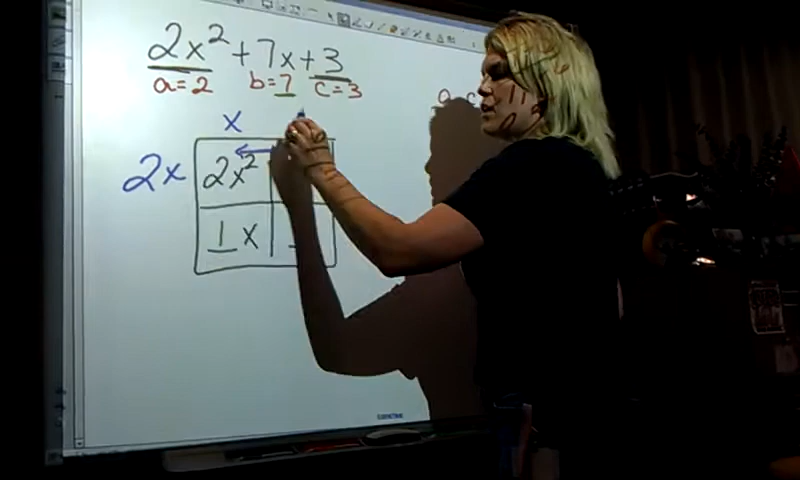 2x² + 7x + 3
a = 2 b = 7 c = 3
a c
x
2x 2x²
1x